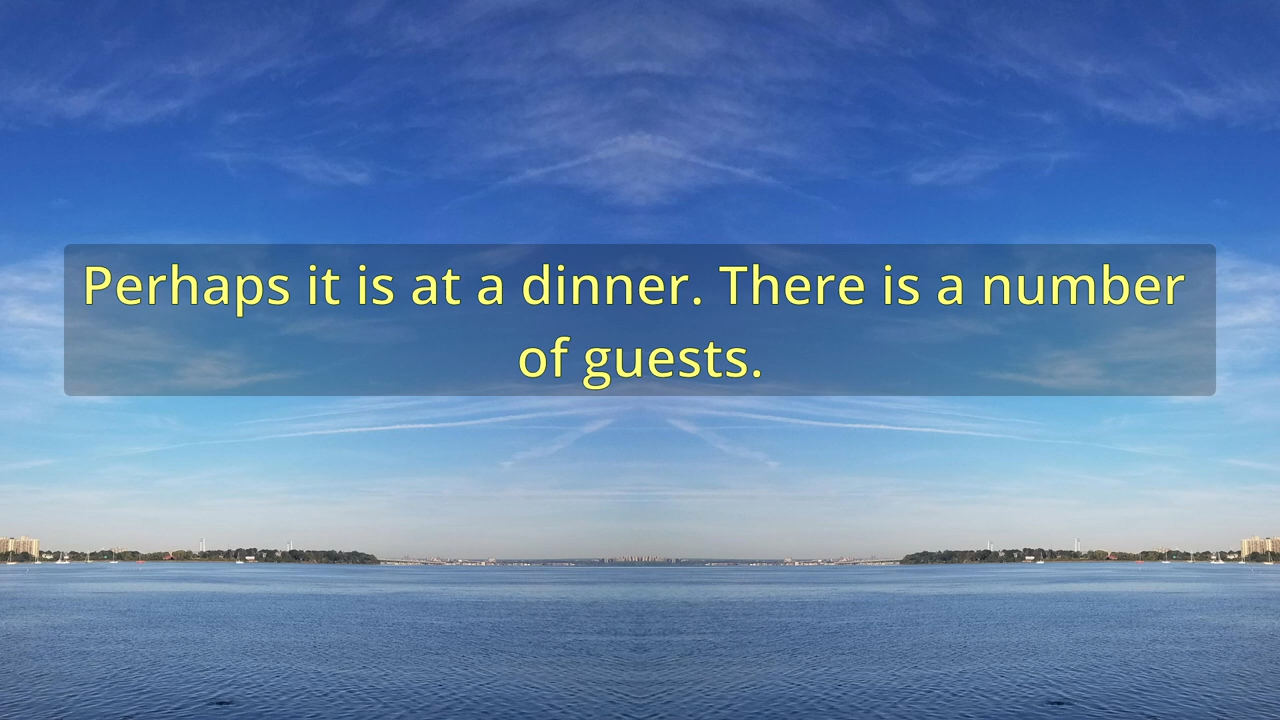 Perhaps it is at a dinner. There is a number
of guests.